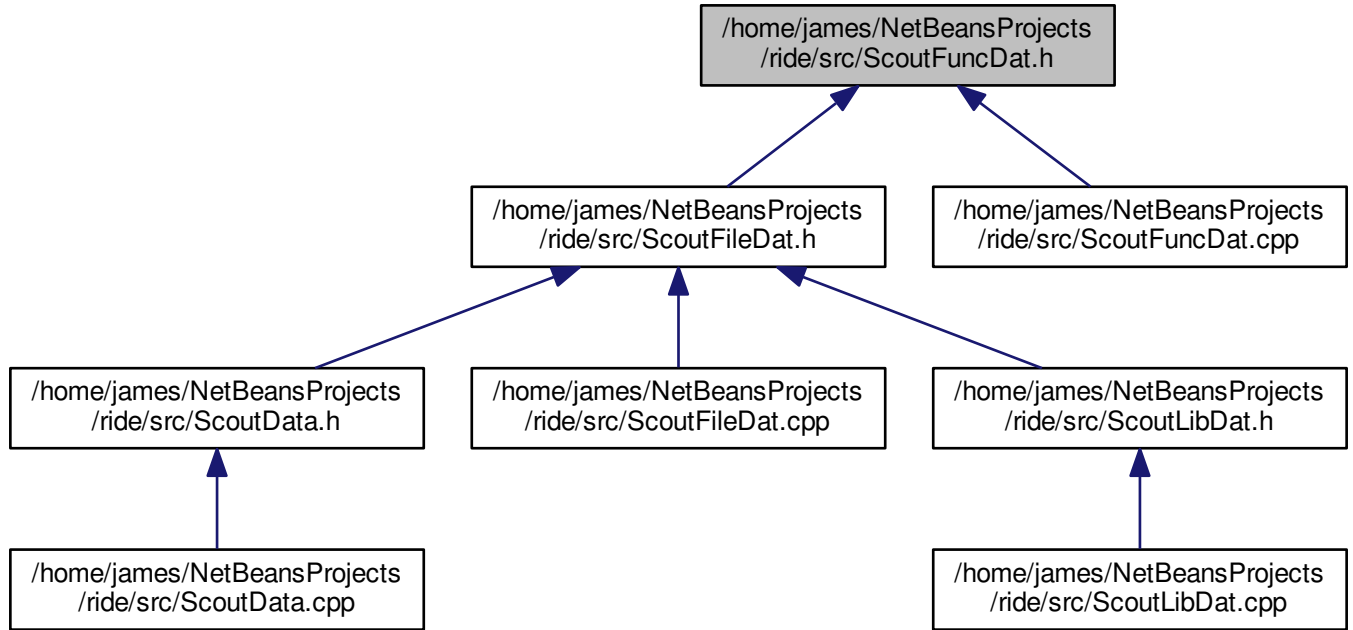 /home/james/NetBeansProjects
/ride/src/ScoutFuncDat.h
/home/james/NetBeansProjects
/ride/src/ScoutFileDat.h
/home/james/NetBeansProjects
/ride/src/ScoutFuncDat.cpp
/home/james/NetBeansProjects
/ride/src/ScoutData.h
/home/james/NetBeansProjects
/ride/src/ScoutFileDat.cpp
/home/james/NetBeansProjects
/ride/src/ScoutLibDat.h
/home/james/NetBeansProjects
/ride/src/ScoutData.cpp
/home/james/NetBeansProjects
/ride/src/ScoutLibDat.cpp